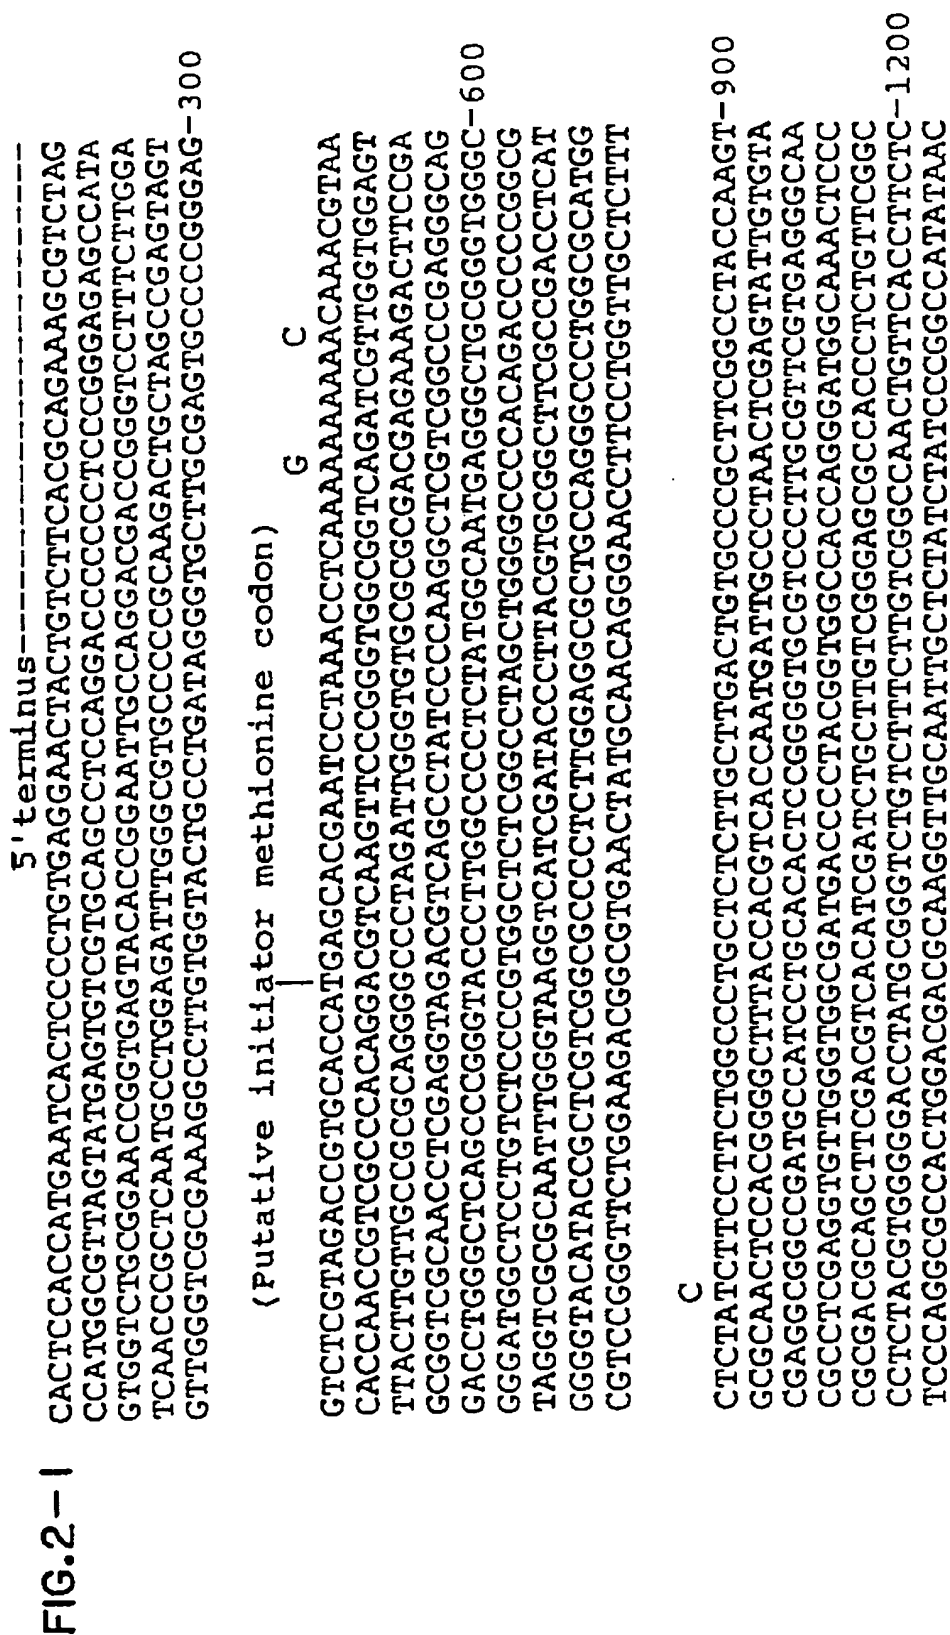 FIG.2-1
5'terminus-------------------------
CACTCCACCATGAATCACTCCCCTGTGAGGAACTACTGTCTTCACGCAGAAAGCGTCTAG
CCATGGCGTTAGTATGAGTGTCGTGCAGCCTCCAGGACCCCCCCTCCCGGGAGAGCCATA
GTGGTCTGCGGAACCGGTGAGTACACCGGAATTGCCAGGACGACCGGGTCCTTTCTTGGA
TCAACCCGCTCAATGCCTGGAGATTTGGGCGTGCCCCCGCAAGACTGCTAGCCGAGTAGT
GTTGGGTCGCGAAAGGCCTTGTGGTACTGCCTGATAGGGTGCTTGCGAGTGCCCCGGGAG-300
(Putative initiator methionine codon)
G C
GTCTCGTAGACCGTGCACCATGAGCACGAATCCTAAACCTCAAAAAAAAAACAAACGTAA
CACCAACCGTCGCCCACAGGACGTCAAGTTCCCGGGTGGCGGTCAGATCGTTGGTGGAGT
TTACTTGTTGCCGCGCAGGGGCCCTAGATTGGGTGTGCGCGCGACGAGAAAGACTTCCGA
GCGGTCGCAACCTCGAGGTAGACGTCAGCCTATCCCCAAGGCTCGTCGGCCCGAGGGCAG
GACCTGGGCTCAGCCCGGGTACCCTTGGCCCCTCTATGGCAATGAGGGCTGCGGGTGGGC-600
GGGATGGCTCCTGTCTCCCCGTGGCTCTCGGCCTAGCTGGGGCCCCACAGACCCCCGGCG
TAGGTCGCGCAATTTGGGTAAGGTCATCGATACCCTTACGTGCGGCTTCGCCGACCTCAT
GGGGTACATACCGCTCGTCGGCGCCCCTCTTGGAGGCGCTGCCAGGGCCCTGGCGCATGG
CGTCCGGGTTCTGGAAGACGGCGTGAACTATGCAACAGGGAACCTTCCTGGTTGCTCTTT
C
CTCTATCTTCCTTCTGGCCCTGCTCTCTTGCTTGACTGTGCCCGCTTCGGCCTACCAAGT-900
GCGCAACTCCACGGGGCTTTACCACGTCACCAATGATTGCCCTAACTCGAGTATTGTGTA
CGAGGCGGCCGATGCCATCCTGCACACTCCGGGGTGCGTCCCTTGCGTTCGTGAGGGCAA
CGCCTCGAGGTGTTGGGTGGCGATGACCCCTACGGTGGCCACCAGGGATGGCAAACTCCC
CGCGACGCAGCTTCGACGTCACATCGATCTGCTTGTCGGGAGCGCCACCCTCTGTTCGGC
CCTCTACGTGGGGGACCTATGCGGGTCTGTCTTTCTTGTCGGCCAACTGTTCACCTTCTC-1200
TCCCAGGCGCCACTGGACGACGCAAGGTTGCAATTGCTCTATCTATCCCGGCCATATAAC